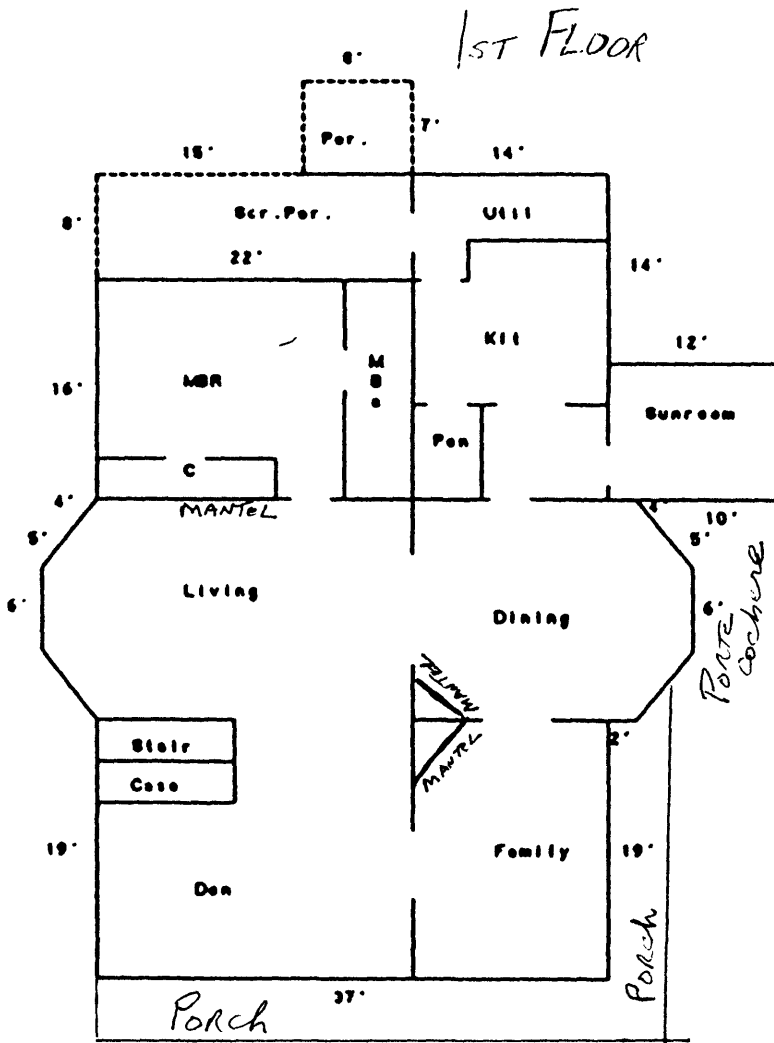 1ST FLOOR
8'
Por.
7'
15'
14'
8'
Scr.Por.
Util
22'
14'
Kit
12'
16'
MBR
M
B
a
Sunroom
Pan
C
4'
MANTEL
4'
10'
5'
5'
Living
6'
Dining
6'
PORTE
COCHERE
MANTEL
Stair
MANTEL
2'
Case
19'
Family
19'
Den
PORCH
37'
PORCH